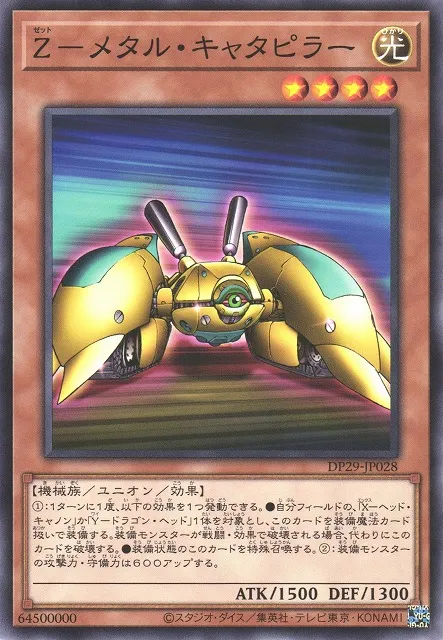 Z－メタル・キャタピラー
光
DP29-JP028
【機械族／ユニオン／効果】
①：1ターンに1度、以下の効果を1つ発動できる。●自分フィールドの、「X－ヘッド・
キャノン」か「Y－ドラゴン・ヘッド」1体を対象とし、このカードを装備魔法カード
扱いで装備する。装備モンスターが戦闘・効果で破壊される場合、代わりにこ
のカードを破壊する。●装備状態のこのカードを特殊召喚する。②：装備モンスター
の攻撃力・守備力は600アップする。
ATK/1500 DEF/1300
64500000
©スタジオ・ダイス／集英社・テレビ東京・KONAMI